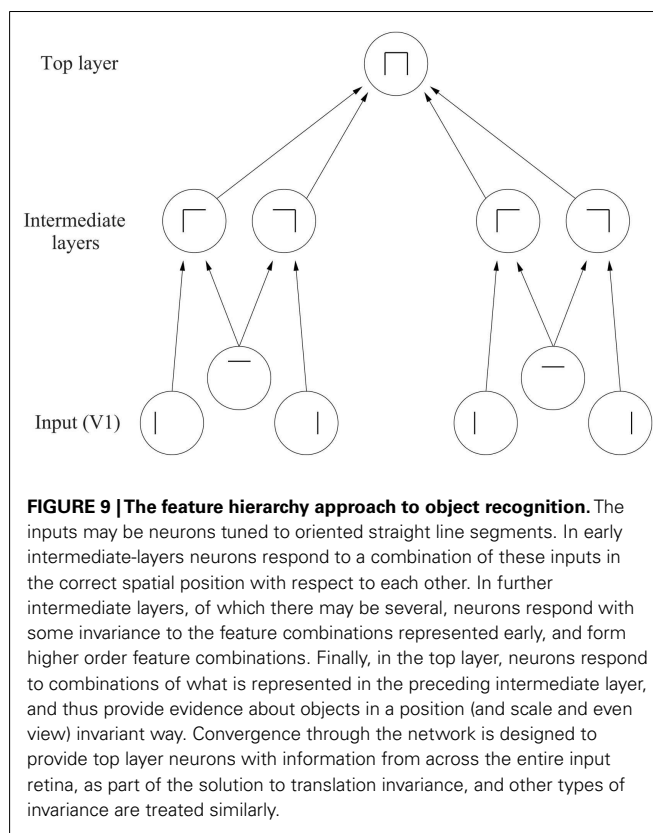 Top layer
Intermediate
layers
Input (V1)
FIGURE 9 | The feature hierarchy approach to object recognition. The
inputs may be neurons tuned to oriented straight line segments. In early
intermediate-layers neurons respond to a combination of these inputs in
the correct spatial position with respect to each other. In further
intermediate layers, of which there may be several, neurons respond with
some invariance to the feature combinations represented early, and form
higher order feature combinations. Finally, in the top layer, neurons respond
to combinations of what is represented in the preceding intermediate layer,
and thus provide evidence about objects in a position (and scale and even
view) invariant way. Convergence through the network is designed to
provide top layer neurons with information from across the entire input
retina, as part of the solution to translation invariance, and other types of
invariance are treated similarly.